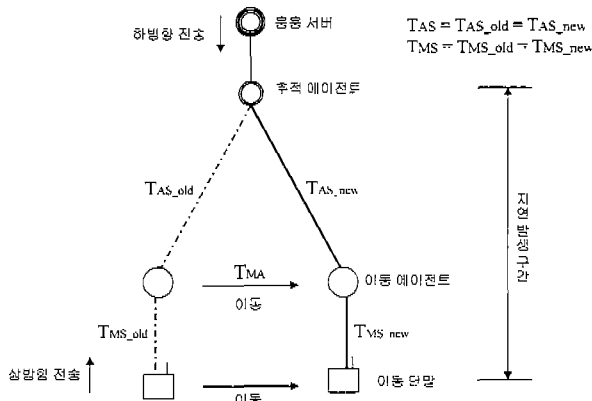 응용 서버
하방향 전송
TAS = TAS_old = TAS_new
TMS = TMS_old = TMS_new
추적 에이전트
TAS_old
TAS_new
지연발생구간
TMA
이동
이동 에이전트
TMS_old
TMS_new
상방향 전송
이동
이동 단말